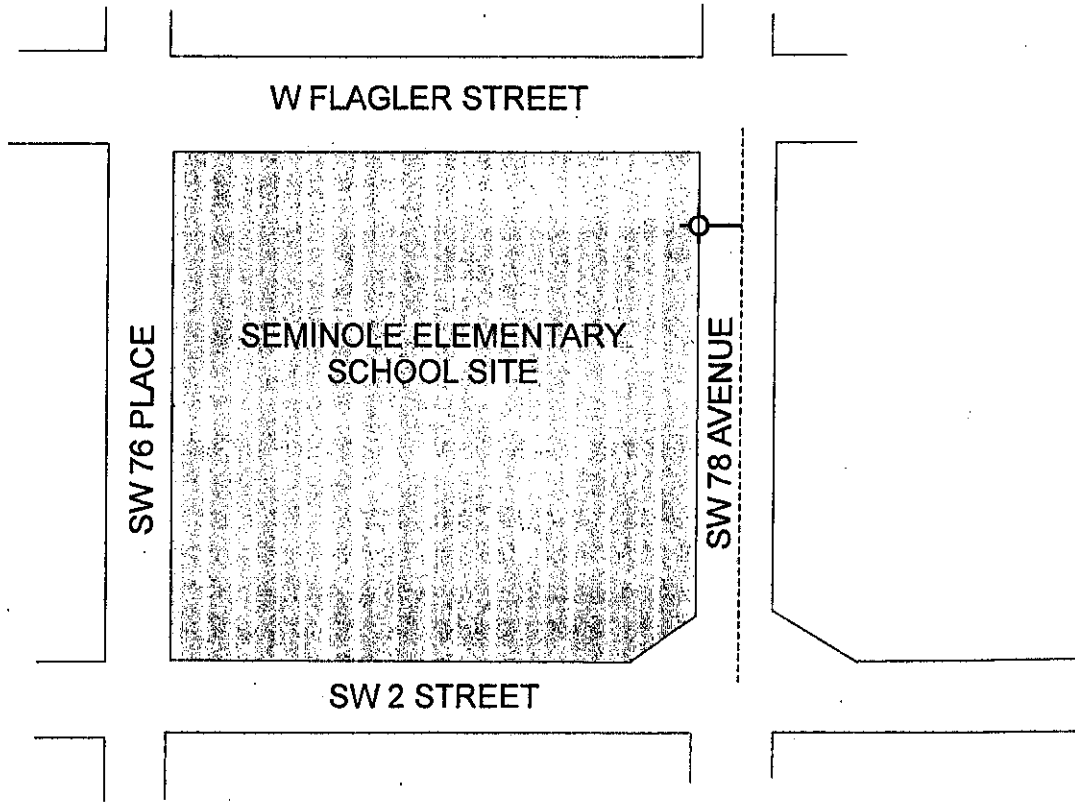 W FLAGLER STREET
SEMINOLE ELEMENTARY
SCHOOL SITE
SW 76 PLACE
SW 78 AVENUE
SW 2 STREET